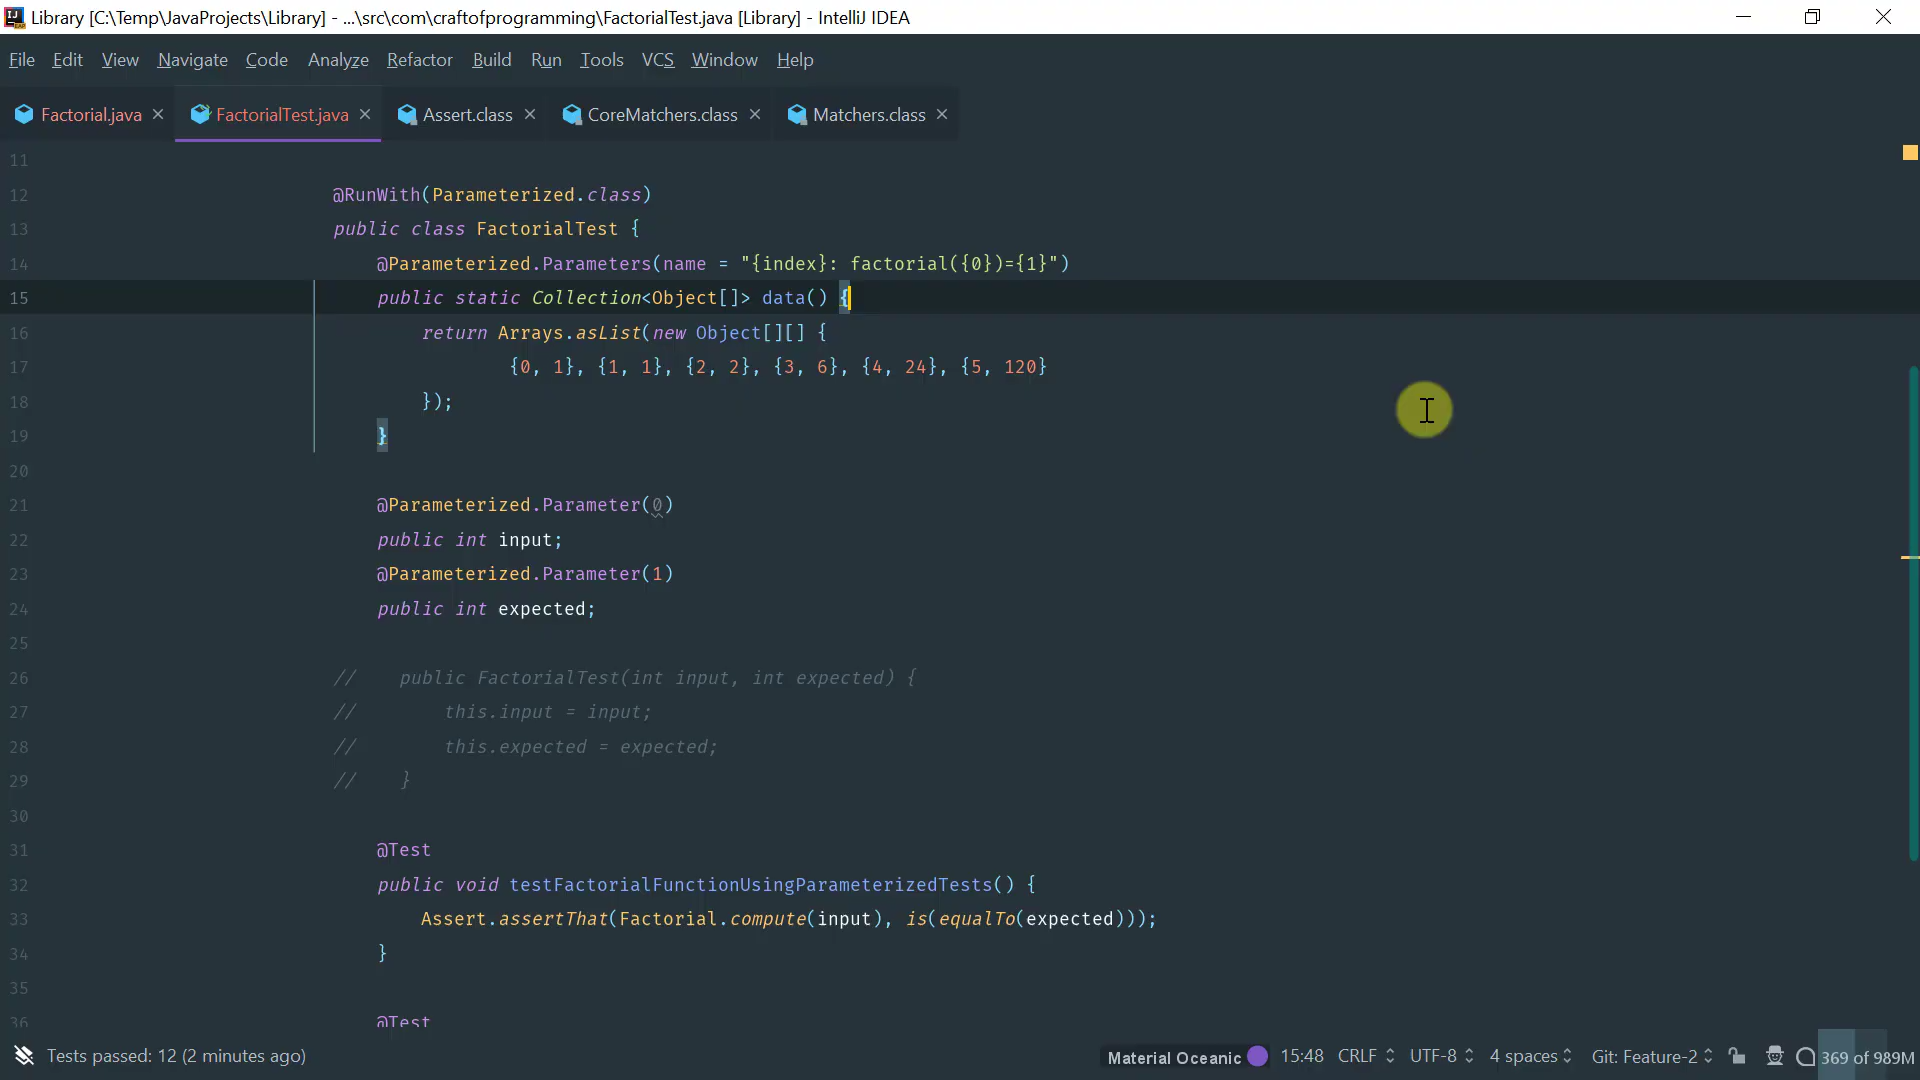 Library [C:\Temp\JavaProjects\Library] - ...\src\com\craftofprogramming\FactorialTest.java [Library] - IntelliJ IDEA
File Edit View Navigate Code Analyze Refactor Build Run Tools VCS Window Help
Factorial.java FactorialTest.java Assert.class CoreMatchers.class Matchers.class
11
12 @RunWith(Parameterized.class)
13 public class FactorialTest {
14 @Parameterized.Parameters(name = "{index}: factorial({0})={1}")
15 public static Collection<Object[]> data() {
16 return Arrays.asList(new Object[][] {
17 {0, 1}, {1, 1}, {2, 2}, {3, 6}, {4, 24}, {5, 120}
18 });
19 }
20
21 @Parameterized.Parameter(0)
22 public int input;
23 @Parameterized.Parameter(1)
24 public int expected;
25
26 // public FactorialTest(int input, int expected) {
27 // this.input = input;
28 // this.expected = expected;
29 // }
30
31 @Test
32 public void testFactorialFunctionUsingParameterizedTests() {
33 Assert.assertThat(Factorial.compute(input), is(equalTo(expected)));
34 }
35
36 @Test
Tests passed: 12 (2 minutes ago) Material Oceanic 15:48 CRLF UTF-8 4 spaces Git: Feature-2 369 of 989M